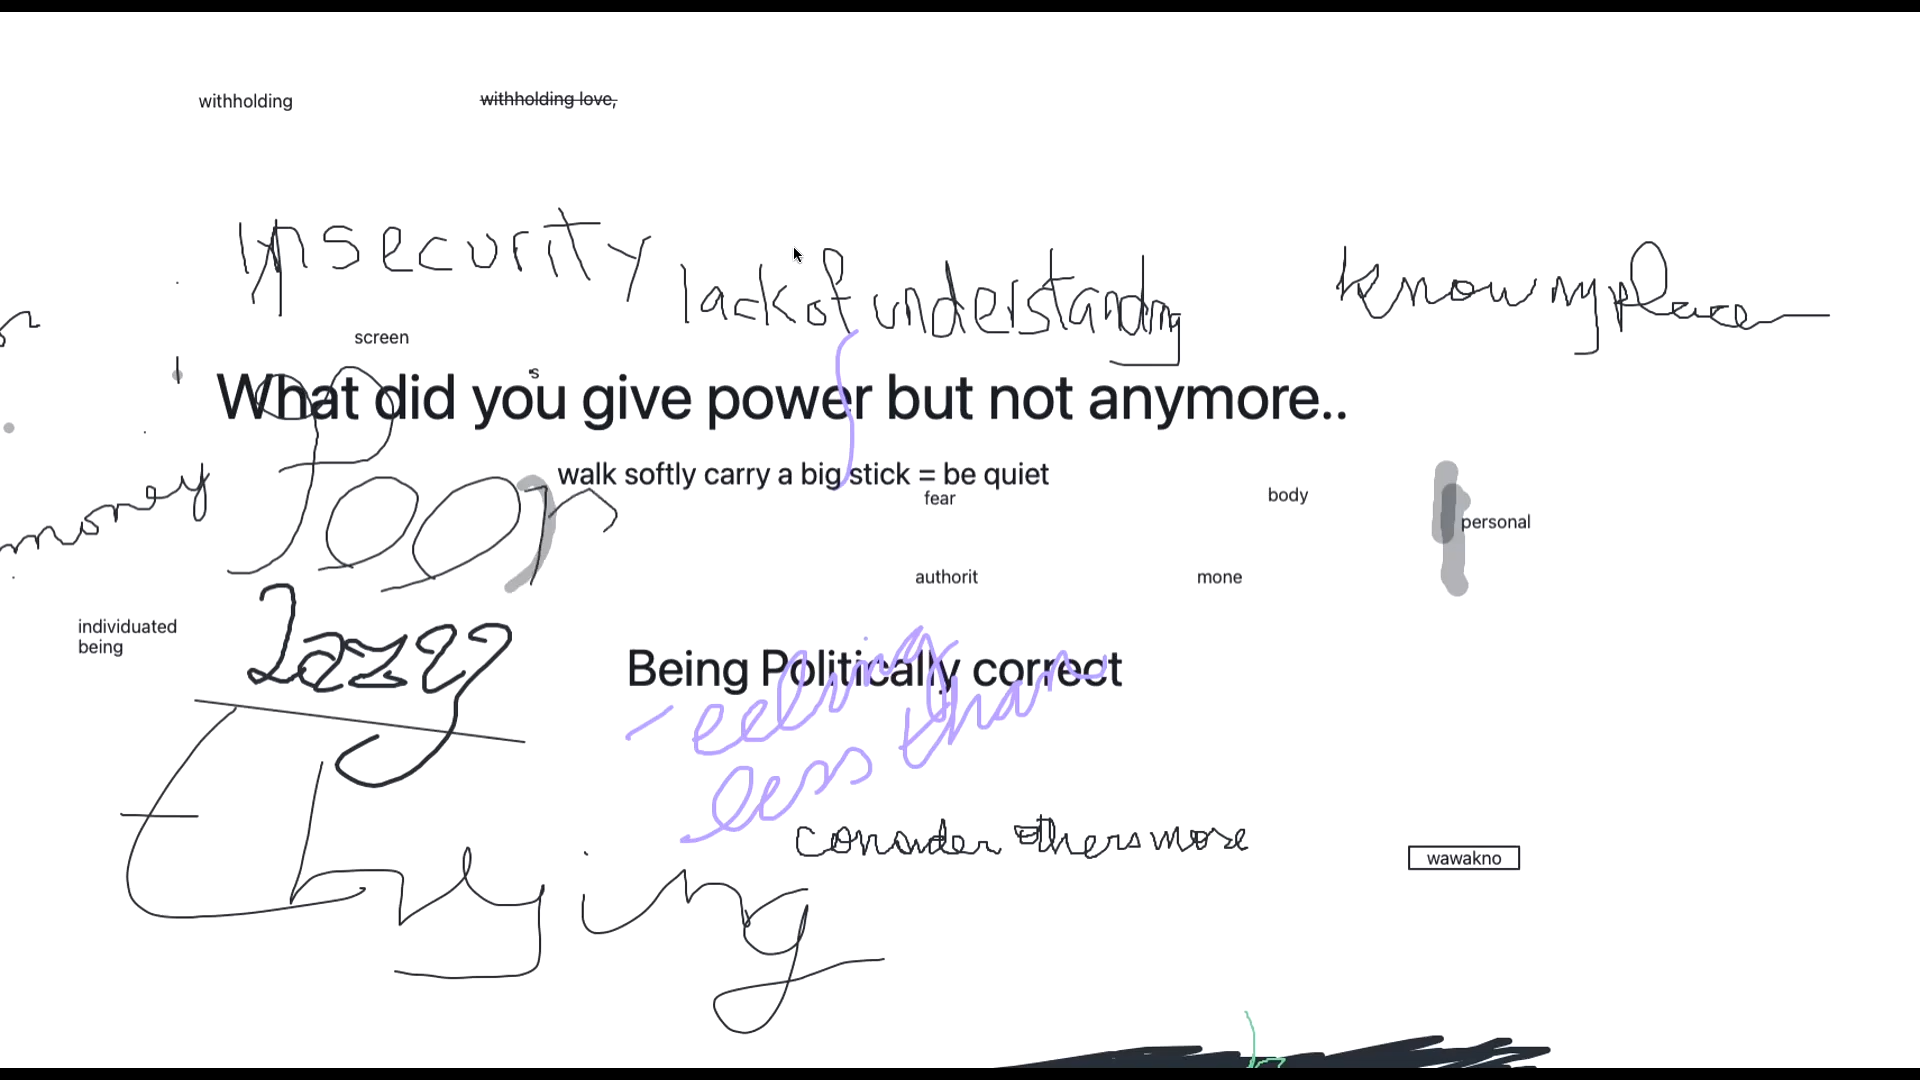 withholding
withholding love,
Insecurity
lack of understanding
know my place
screen
s
What did you give power but not anymore..
walk softly carry a big stick = be quiet
fear
body
money
Poor
personal
authorit
mone
individuated
being
Lazy
Being Politically correct
feeling
less than
consider others more
wawakno